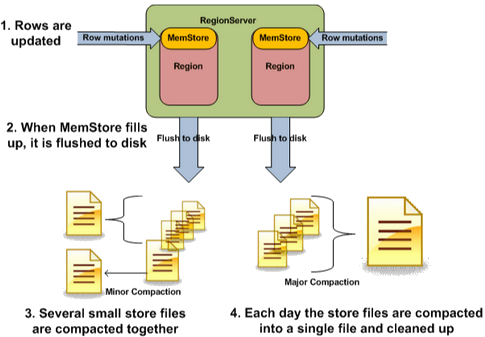 RegionServer
1. Rows are
updated
Row mutations
MemStore
MemStore
Row mutations
Region
Region
2. When MemStore fills
up, it is flushed to disk
Flush to disk
Flush to disk
Minor Compaction
Major Compaction
3. Several small store files
are compacted together
4. Each day the store files are compacted
into a single file and cleaned up